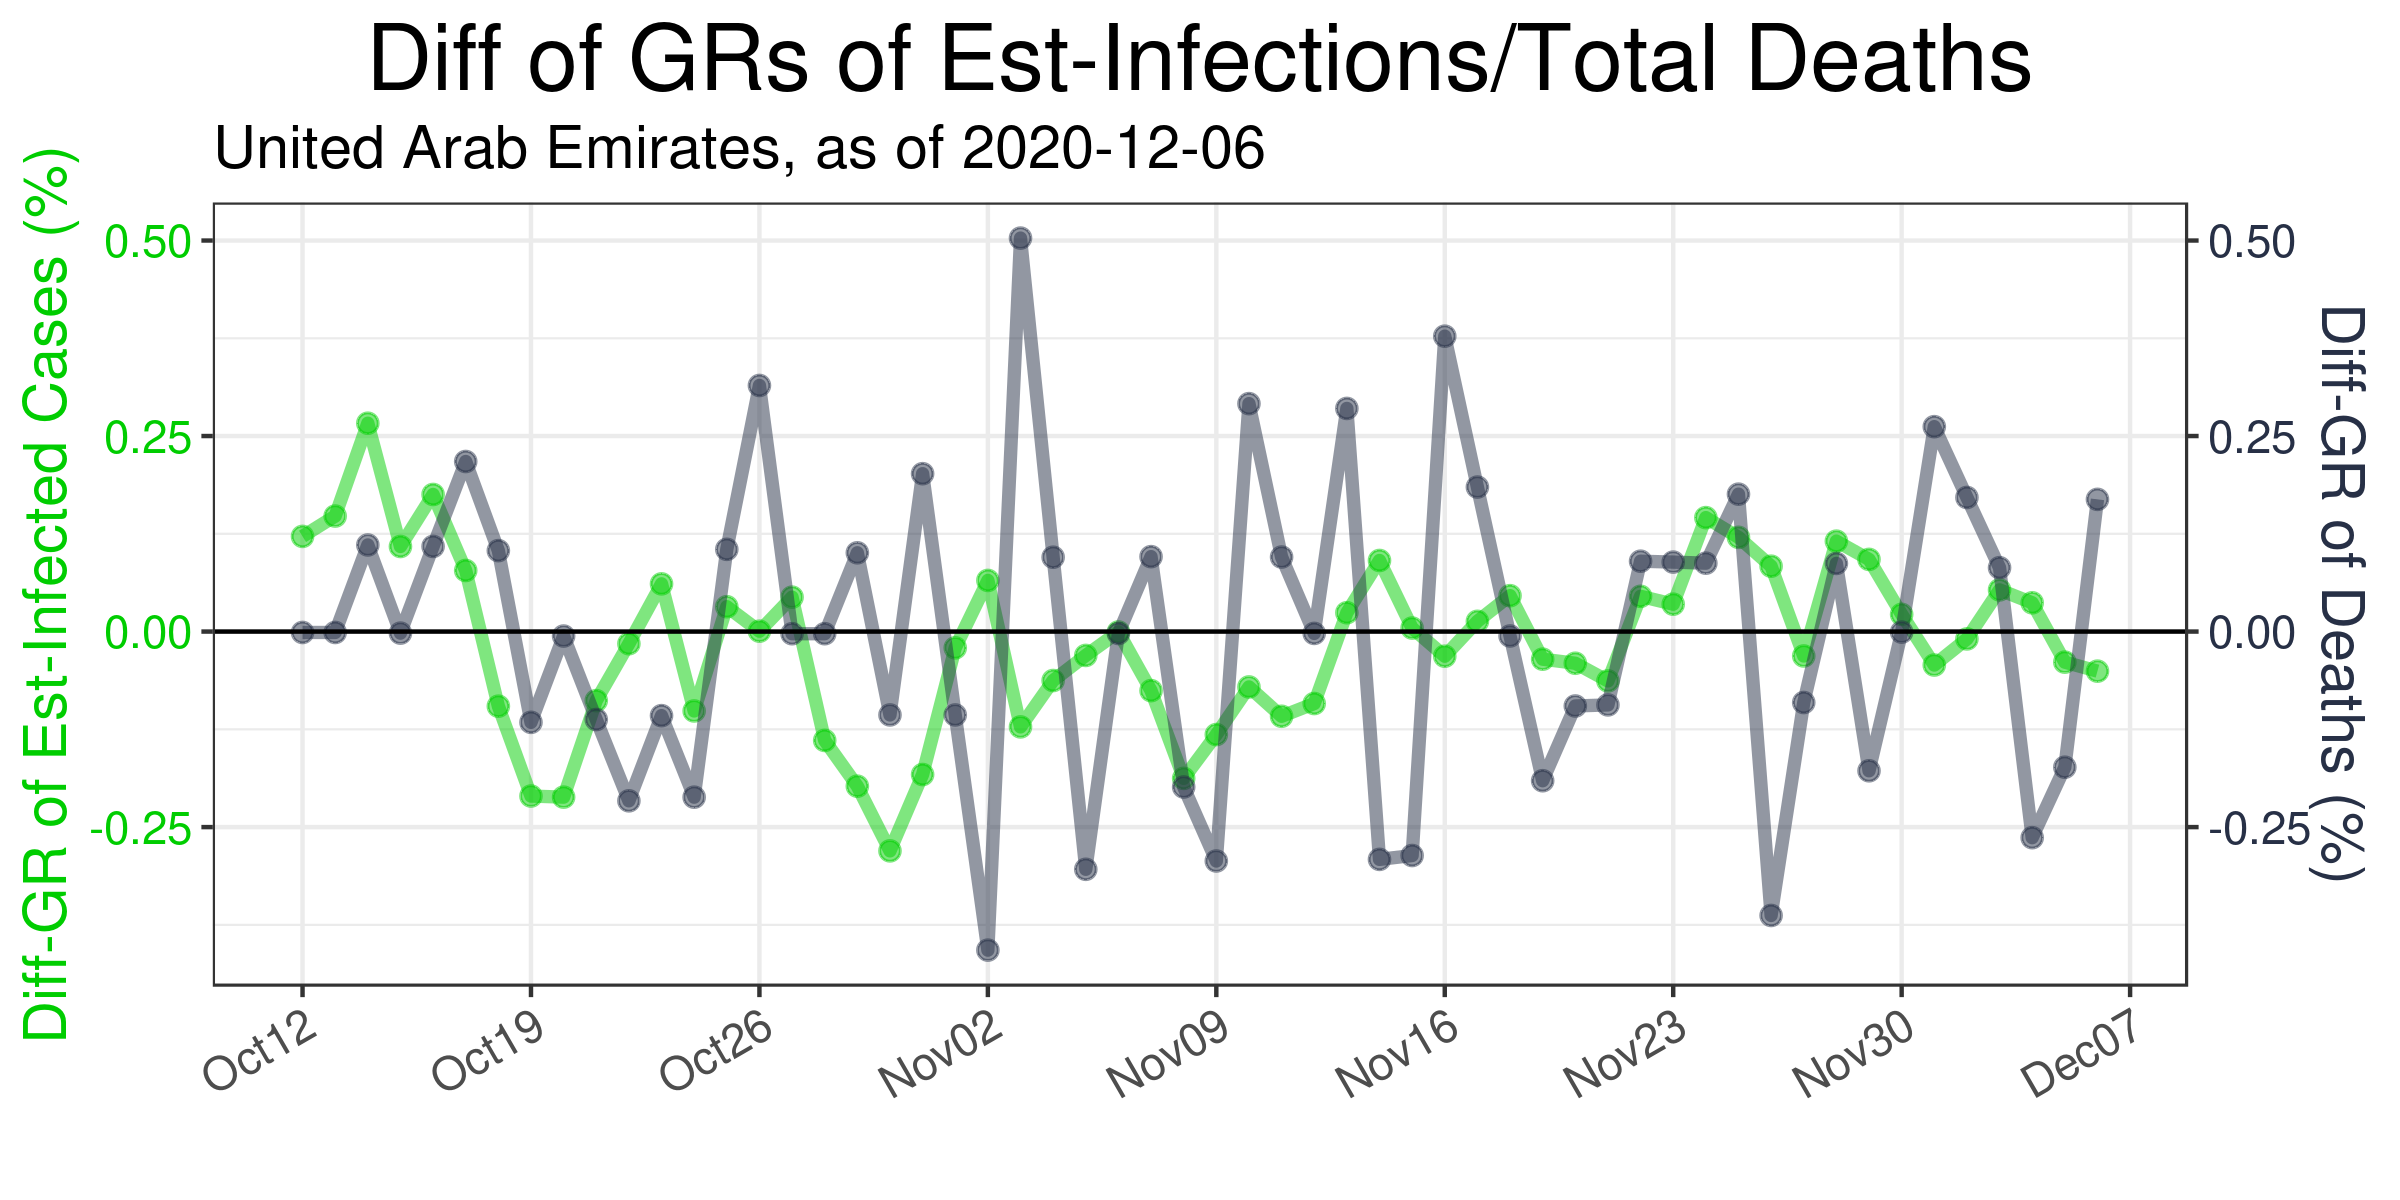 Diff of GRs of Est-Infections/Total Deaths
United Arab Emirates, as of 2020-12-06
Diff-GR of Est-Infected Cases (%)
0.50
0.25
0.00
-0.25
0.50
0.25
0.00
-0.25
Diff-GR of Deaths (%)
Oct12
Oct19
Oct26
Nov02
Nov09
Nov16
Nov23
Nov30
Dec07